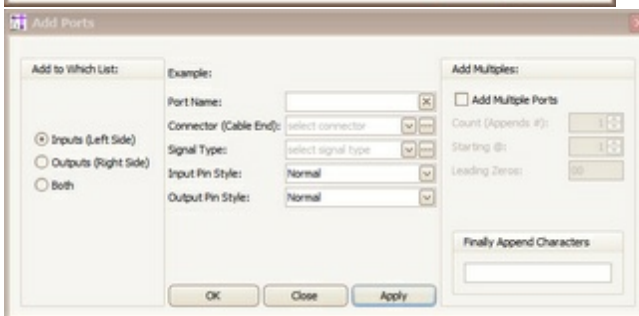 Add Ports
Add to Which List:
Inputs (Left Side)
Outputs (Right Side)
Both
Example:
Port Name:
Connector (Cable End): select connector
Signal Type: select signal type
Input Pin Style: Normal
Output Pin Style: Normal
OK Close Apply
Add Multiples:
Add Multiple Ports
Count (Appends #): 1
Starting @: 1
Leading Zeros: 00
Finally Append Characters